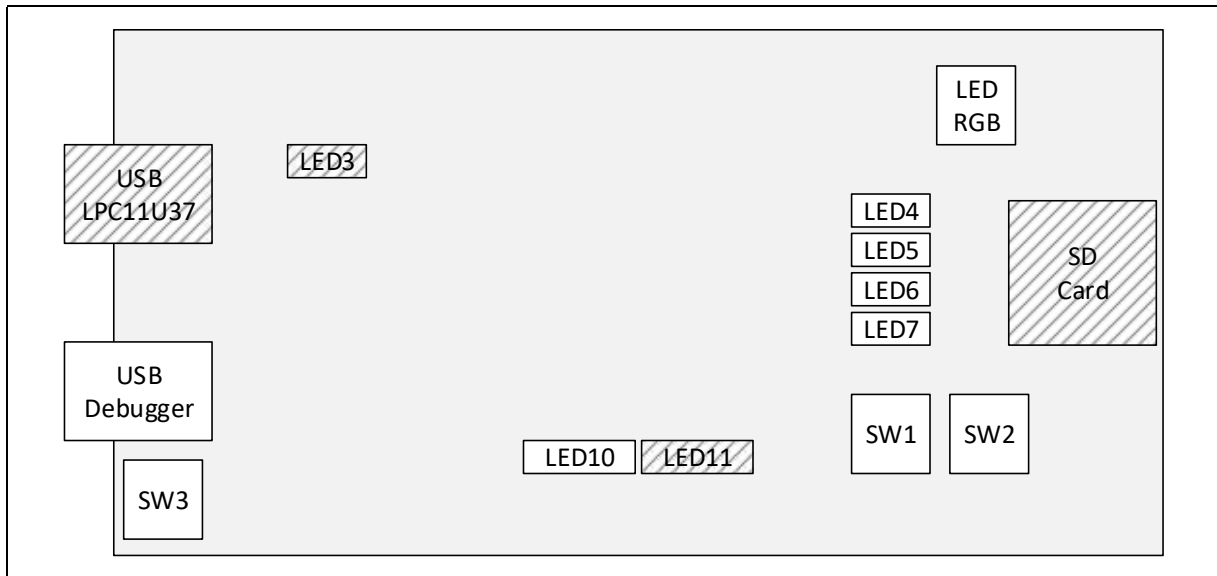 LED
RGB
USB
LPC11U37
LED3
LED4
LED5
LED6
LED7
SD
Card
USB
Debugger
SW1
SW2
LED10
LED11
SW3